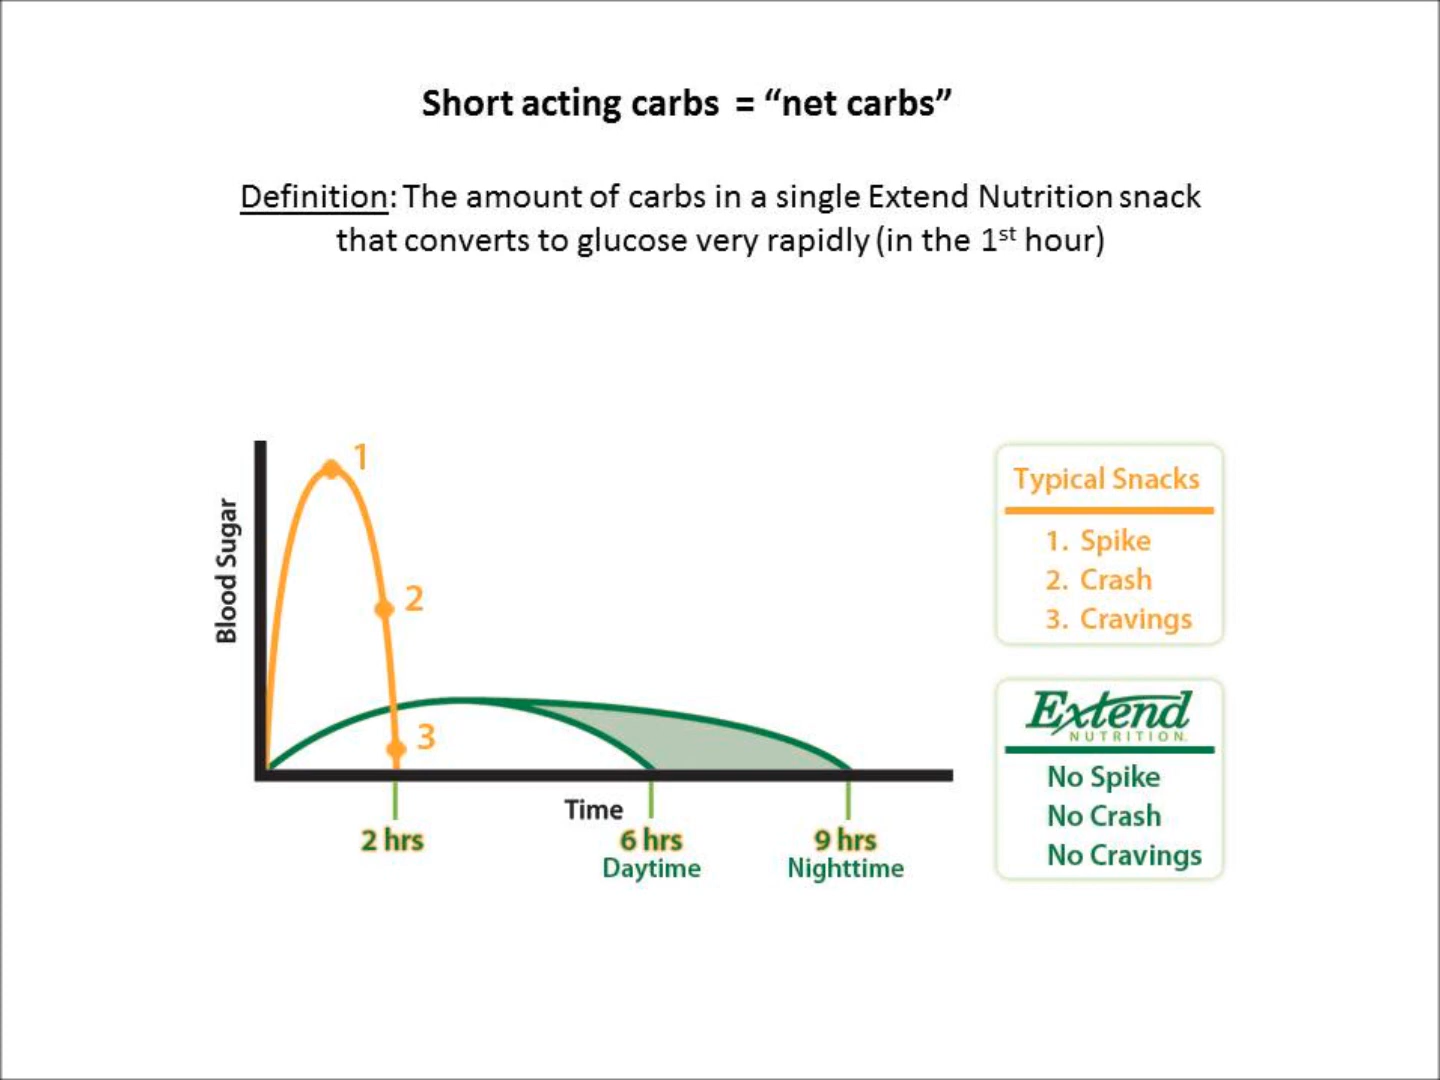 Short acting carbs = “net carbs”
Definition: The amount of carbs in a single Extend Nutrition snack
that converts to glucose very rapidly (in the 1st hour)
Blood Sugar
1
2
3
Time
2 hrs
6 hrs
Daytime
9 hrs
Nighttime
Typical Snacks
1. Spike
2. Crash
3. Cravings
Extend
NUTRITION.
No Spike
No Crash
No Cravings